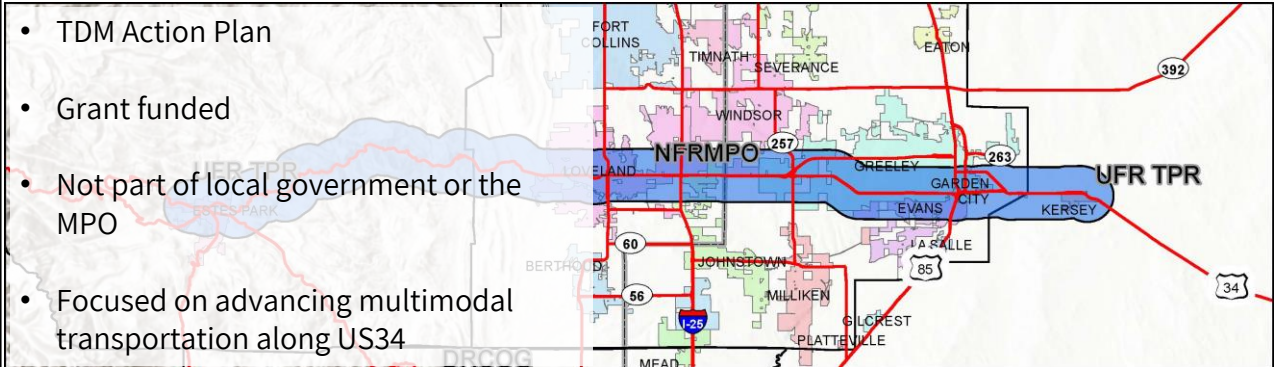 • TDM Action Plan
• Grant funded
• Not part of local government or the
MPO
• Focused on advancing multimodal
transportation along US34
FORT
COLLINS
TIMNATH
SEVERANCE
EATON
392
WINDSOR
257
NFRMPO
263
UFR TPR
LOVELAND
GREELEY
UFR TPR
GARDEN
CITY
ESTES PARK
EVANS
KERSEY
LA SALLE
60
BERTHOUD
JOHNSTOWN
85
34
56
MILLIKEN
I-25
GILCREST
PLATTEVILLE
DRCOG
MEAD